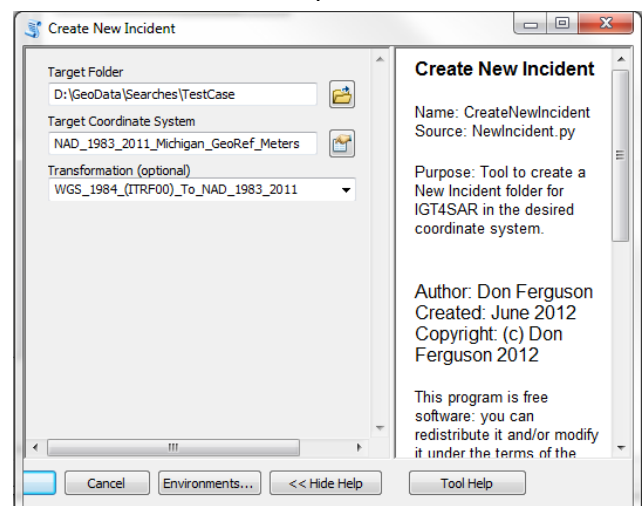 Create New Incident
Target Folder
D:\GeoData\Searches\TestCase
Target Coordinate System
NAD_1983_2011_Michigan_GeoRef_Meters
Transformation (optional)
WGS_1984_(ITRF00)_To_NAD_1983_2011
Create New Incident
Name: CreateNewIncident
Source: NewIncident.py
Purpose: Tool to create a
New Incident folder for
IGT4SAR in the desired
coordinate system.
Author: Don Ferguson
Created: June 2012
Copyright: (c) Don
Ferguson 2012
This program is free
software: you can
redistribute it and/or modify
it under the terms of the
Cancel
Environments...
<< Hide Help
Tool Help